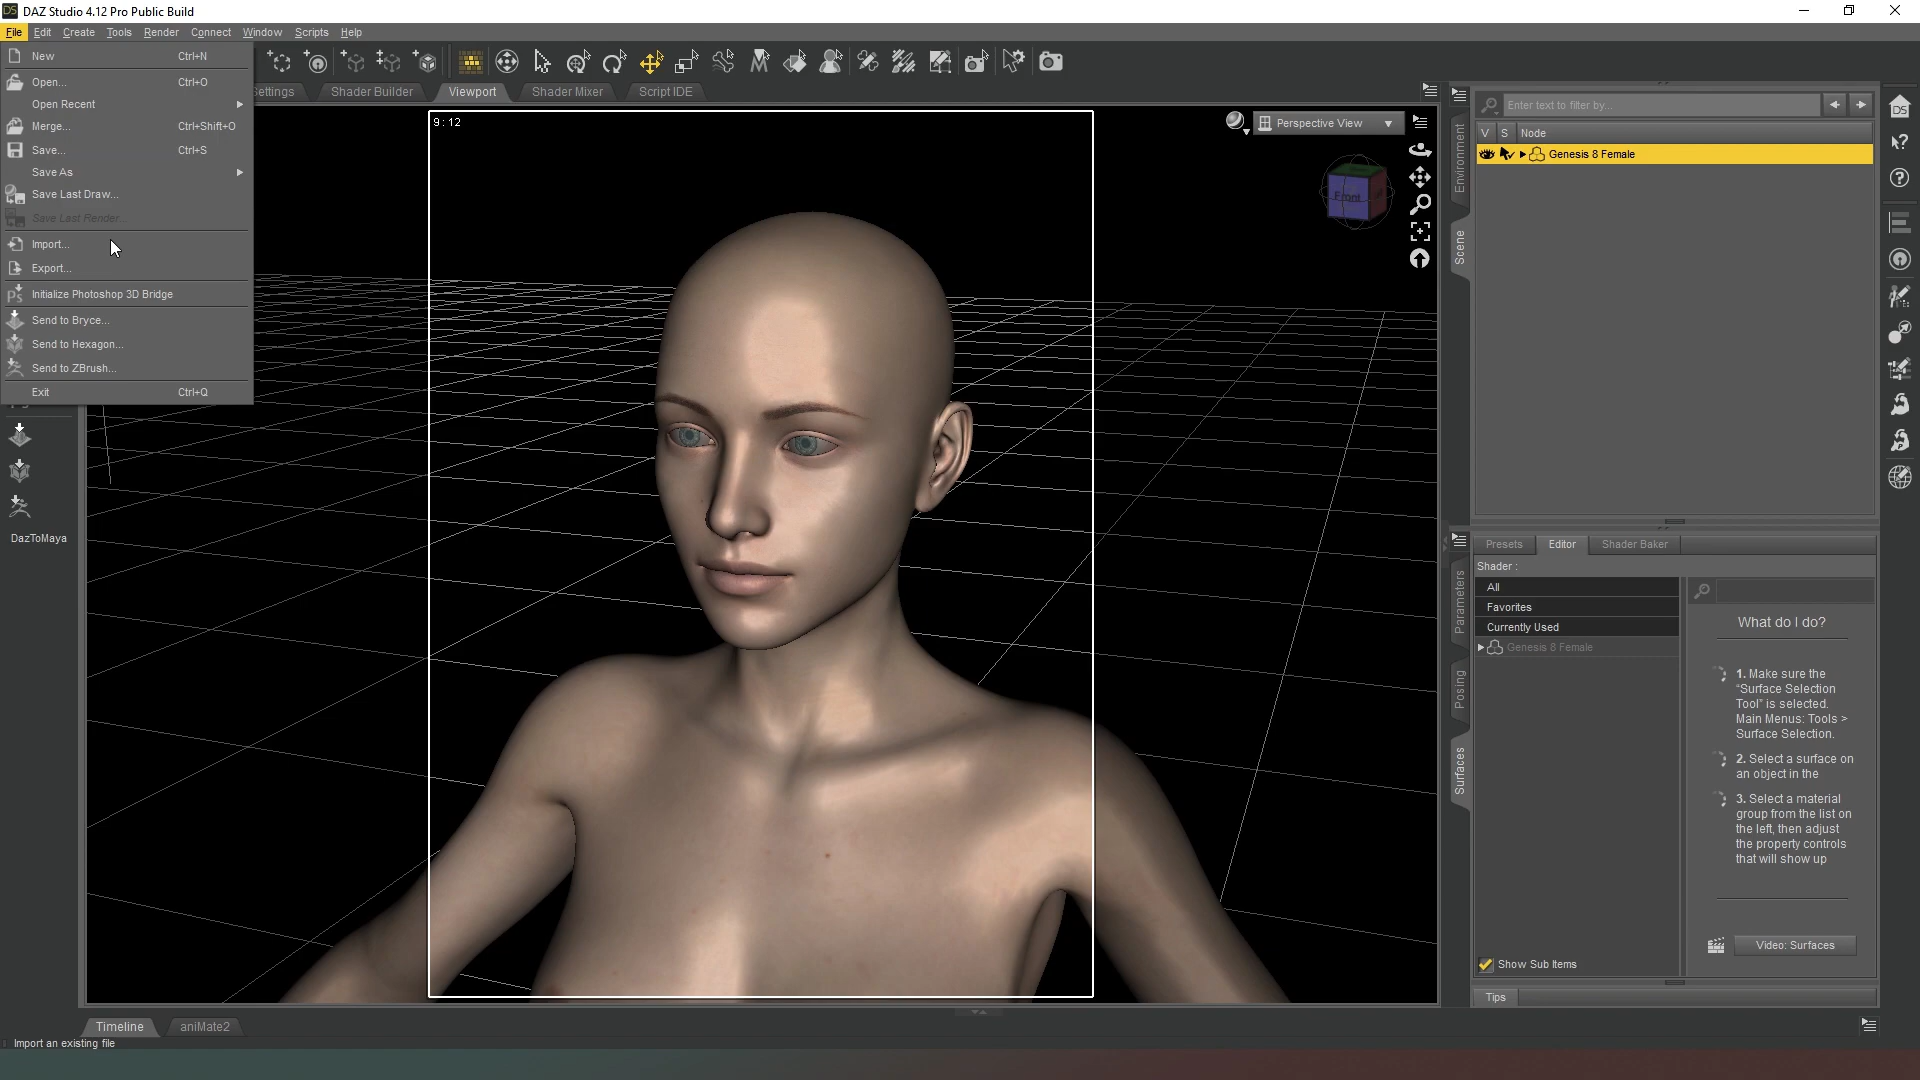 DAZ Studio 4.12 Pro Public Build
File Edit Create Tools Render Connect Window Scripts Help
New Ctrl+N
Open... Ctrl+O
Open Recent
Merge... Ctrl+Shift+O
Save... Ctrl+S
Save As
Save Last Draw...
Save Last Render...
Import...
Export...
Initialize Photoshop 3D Bridge
Send to Bryce...
Send to Hexagon...
Send to ZBrush...
Exit Ctrl+Q
DazToMaya
Settings Shader Builder Viewport Shader Mixer Script IDE
9 : 12
Perspective View
Front
Environment
Scene
Enter text to filter by...
V S Node
Genesis 8 Female
Parameters
Posing
Surfaces
Presets Editor Shader Baker
Shader :
All
Favorites
Currently Used
Genesis 8 Female
What do I do?
1. Make sure the
"Surface Selection
Tool" is selected.
Main Menus: Tools >
Surface Selection.
2. Select a surface on
an object in the
3. Select a material
group from the list on
the left, then adjust
the property controls
that will show up
Video: Surfaces
Show Sub Items
Tips
Timeline aniMate2
Import an existing file